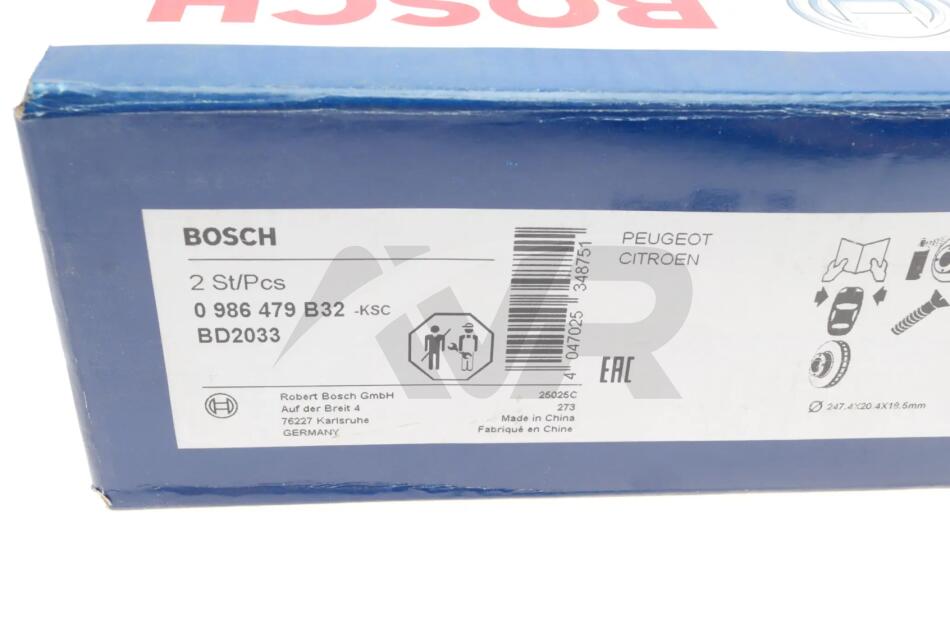 BOSCH
BOSCH
2 St/Pcs
0 986 479 B32 -KSC
BD2033
Robert Bosch GmbH
Auf der Breit 4
76227 Karlsruhe
GERMANY
4 047025 348751
25025C
273
Made in China
Fabriqué en Chine
PEUGEOT
CITROEN
EAC
Ø 247.4X20.4X18.5mm
MR